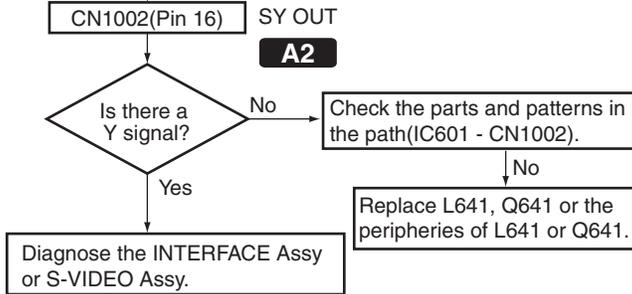 CN1002(Pin 16)
SY OUT
A2
Is there a
Y signal?
No
Check the parts and patterns in
the path(IC601 - CN1002).
No
Yes
Replace L641, Q641 or the
peripheries of L641 or Q641.
Diagnose the INTERFACE Assy
or S-VIDEO Assy.